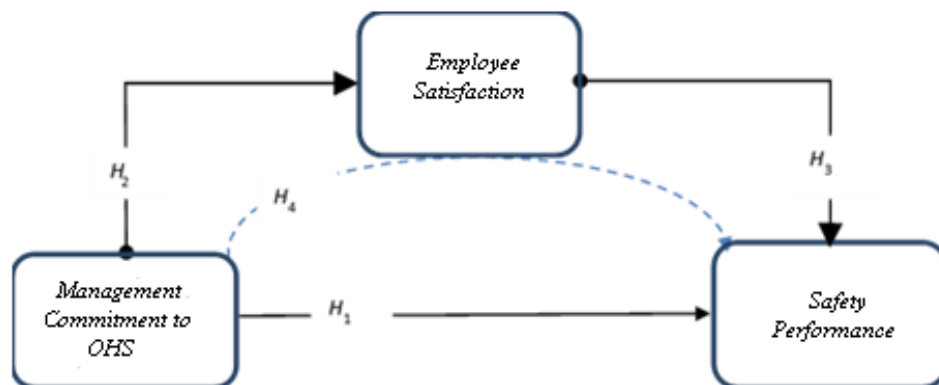 Employee
Satisfaction
H2
H3
H4
Management
Commitment to
OHS
H1
Safety
Performance